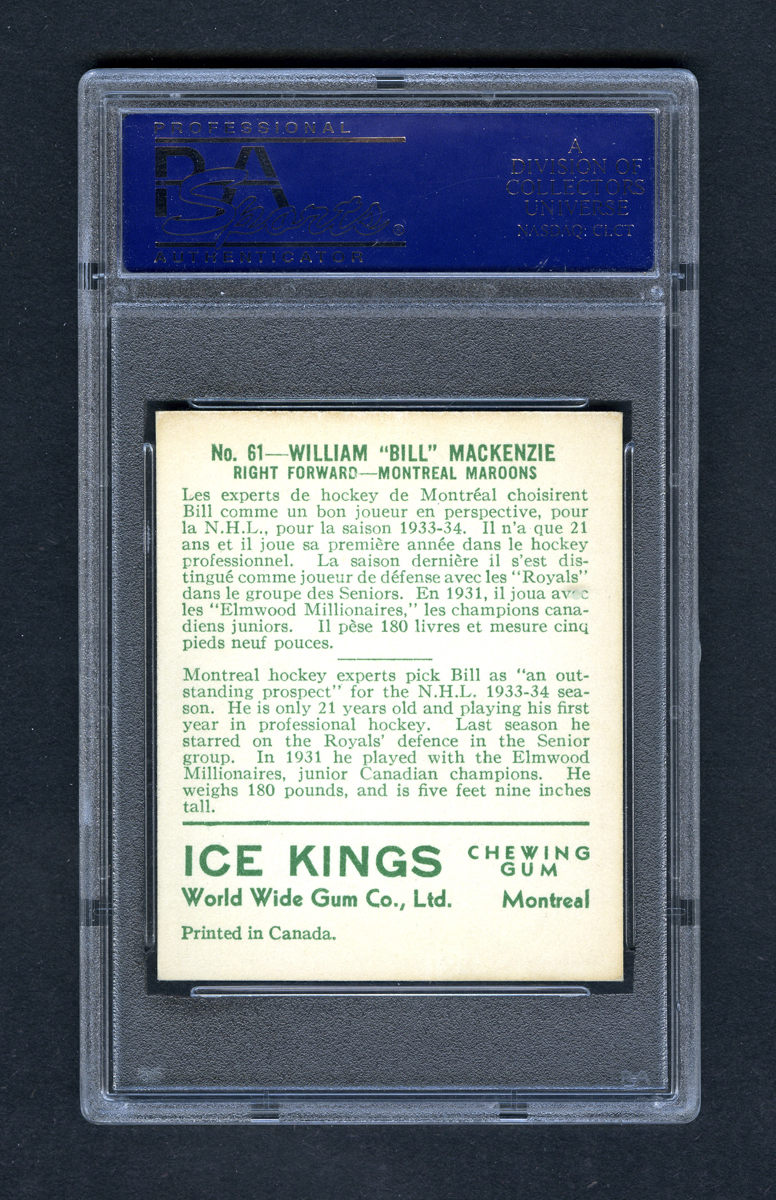 PROFESSIONAL
PSA
Sports®
AUTHENTICATOR
A
DIVISION OF
COLLECTORS
UNIVERSE
NASDAQ: CLCT
No. 61—WILLIAM "BILL" MACKENZIE
RIGHT FORWARD—MONTREAL MAROONS
Les experts de hockey de Montréal choisirent
Bill comme un bon joueur en perspective, pour
la N.H.L., pour la saison 1933-34. Il n'a que 21
ans et il joue sa première année dans le hockey
professionnel. La saison dernière il s'est dis-
tingué comme joueur de défense avec les "Royals"
dans le groupe des Seniors. En 1931, il joua avec
les "Elmwood Millionaires," les champions cana-
diens juniors. Il pèse 180 livres et mesure cinq
pieds neuf pouces.
Montreal hockey experts pick Bill as "an out-
standing prospect" for the N.H.L. 1933-34 sea-
son. He is only 21 years old and playing his first
year in professional hockey. Last season he
starred on the Royals' defence in the Senior
group. In 1931 he played with the Elmwood
Millionaires, junior Canadian champions. He
weighs 180 pounds, and is five feet nine inches
tall.
ICE KINGS CHEWING GUM
World Wide Gum Co., Ltd. Montreal
Printed in Canada.